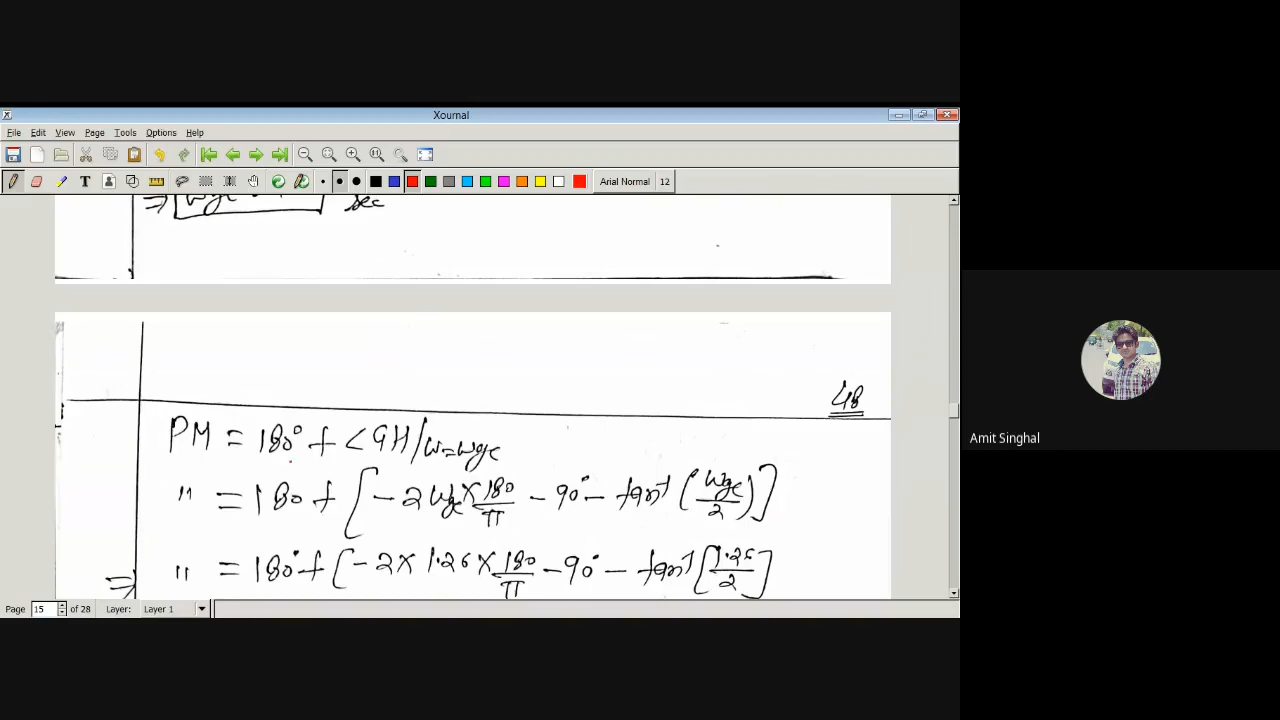 Xournal
File Edit View Page Tools Options Help
Arial Normal 12
⇒ sec
48
PM = 180° + <GH/ω=ωgc
" = 180 + [ - 2 ωgc × 180/π - 90° - tan⁻¹ (ωgc/2) ]
⇒ " = 180° + [ - 2 × 1.26 × 180/π - 90° - tan⁻¹ [1.26/2]
Page 15 of 28 Layer: Layer 1
Amit Singhal